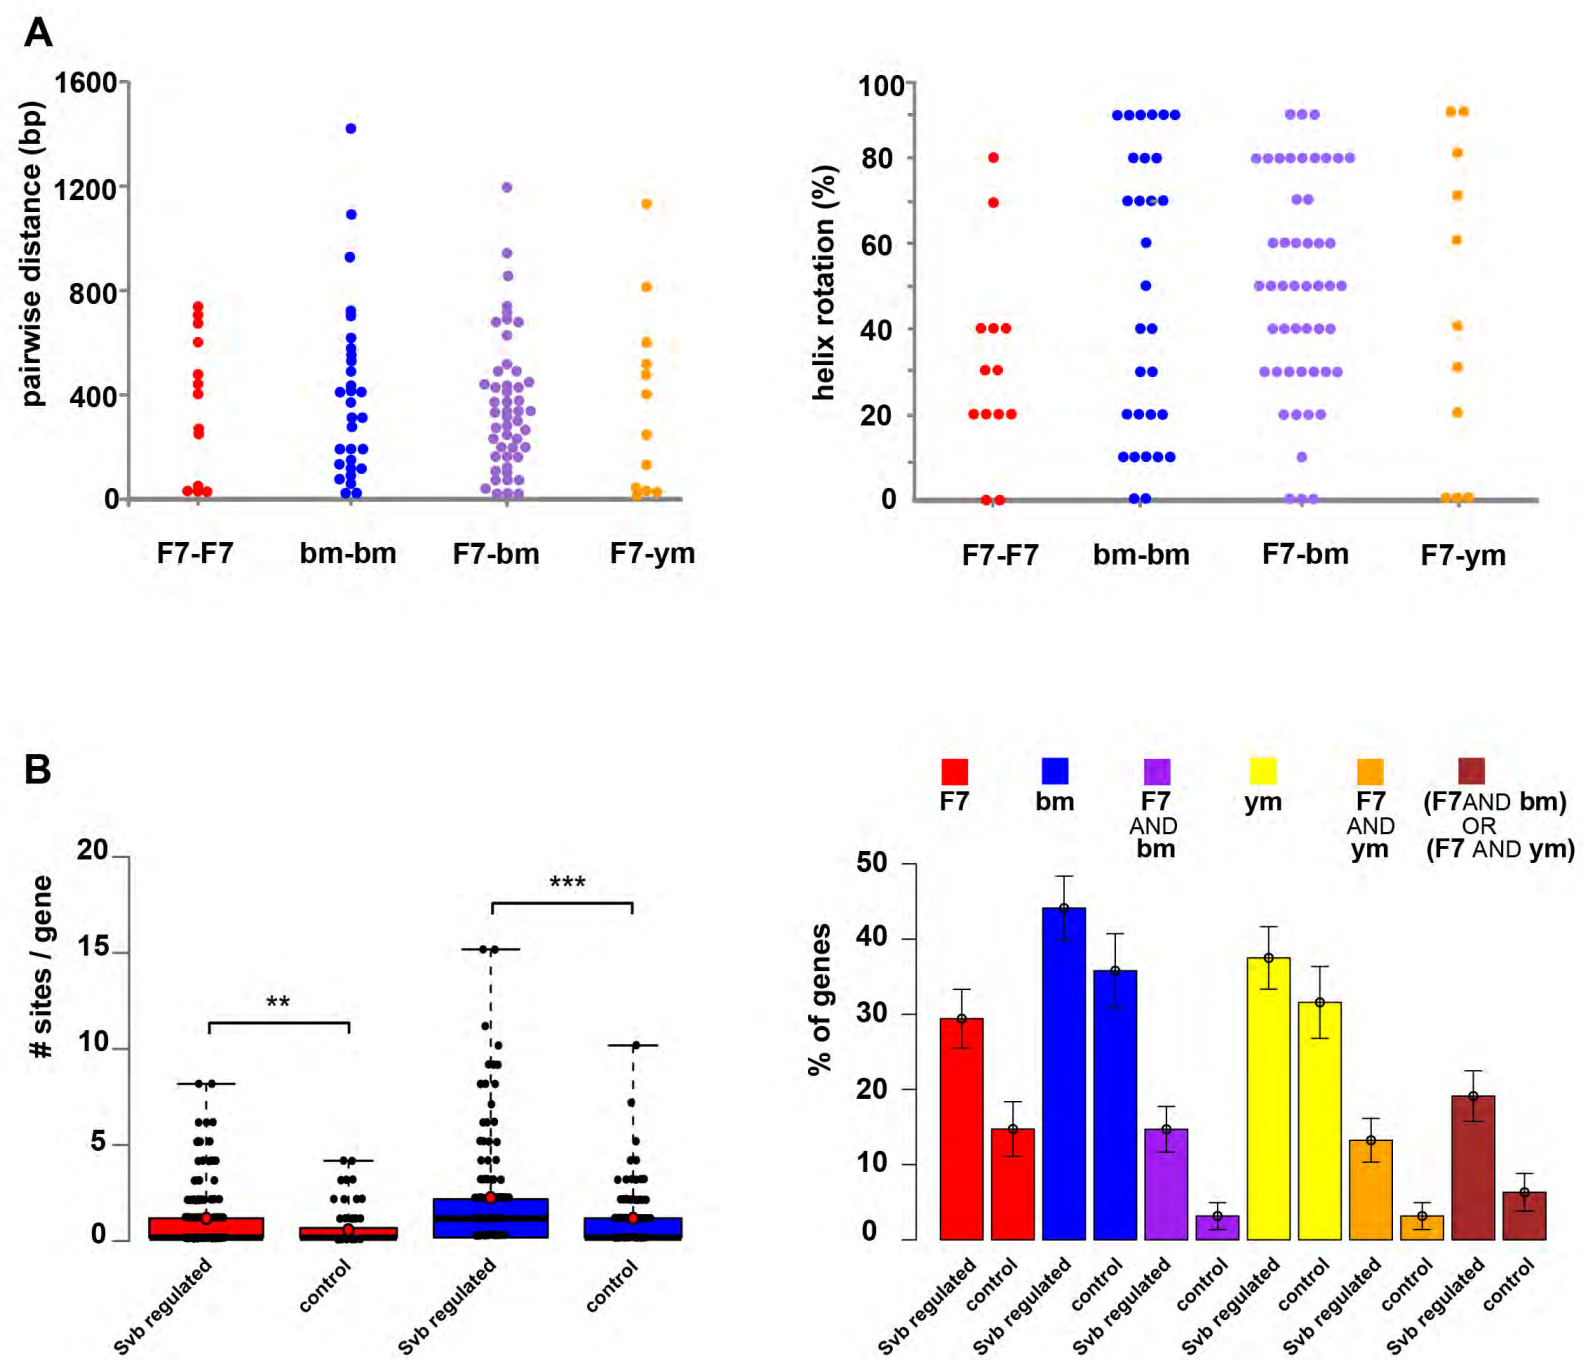 A
1600
1200
800
400
0
pairwise distance (bp)
F7-F7 bm-bm F7-bm F7-ym
100
80
60
40
20
0
helix rotation (%)
F7-F7 bm-bm F7-bm F7-ym
B
20
15
10
5
0
# sites / gene
**
***
Svb regulated
control
Svb regulated
control
F7 bm F7 ym F7 (F7AND bm)
AND AND OR
bm ym (F7 AND ym)
50
40
30
20
10
0
% of genes
Svb regulated
control
Svb regulated
control
Svb regulated
control
Svb regulated
control
Svb regulated
control
Svb regulated
control